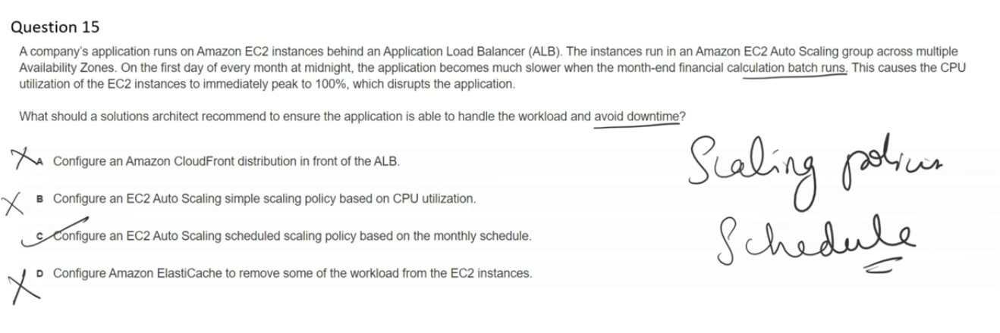 Question 15
A company's application runs on Amazon EC2 instances behind an Application Load Balancer (ALB). The instances run in an Amazon EC2 Auto Scaling group across multiple
Availability Zones. On the first day of every month at midnight, the application becomes much slower when the month-end financial calculation batch runs. This causes the CPU
utilization of the EC2 instances to immediately peak to 100%, which disrupts the application.
What should a solutions architect recommend to ensure the application is able to handle the workload and avoid downtime?
A Configure an Amazon CloudFront distribution in front of the ALB.
Scaling policies
B Configure an EC2 Auto Scaling simple scaling policy based on CPU utilization.
C Configure an EC2 Auto Scaling scheduled scaling policy based on the monthly schedule.
Schedule
D Configure Amazon ElastiCache to remove some of the workload from the EC2 instances.